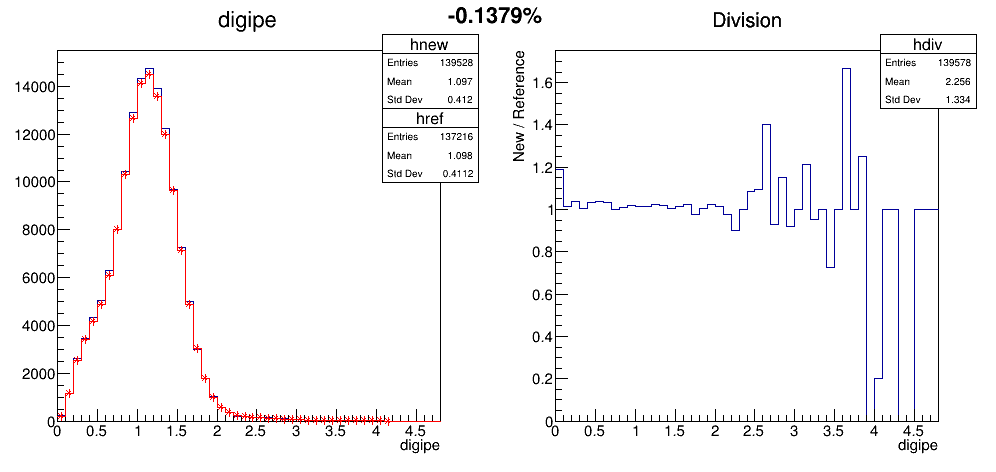 -0.1379%
digipe
hnew
Entries 139528
Mean 1.097
Std Dev 0.412
href
Entries 137216
Mean 1.098
Std Dev 0.4112
14000
12000
10000
8000
6000
4000
2000
0
0 0.5 1 1.5 2 2.5 3 3.5 4 4.5
digipe
Division
hdiv
Entries 139578
Mean 2.256
Std Dev 1.334
New / Reference
1.6
1.4
1.2
1
0.8
0.6
0.4
0.2
0
0 0.5 1 1.5 2 2.5 3 3.5 4 4.5
digipe